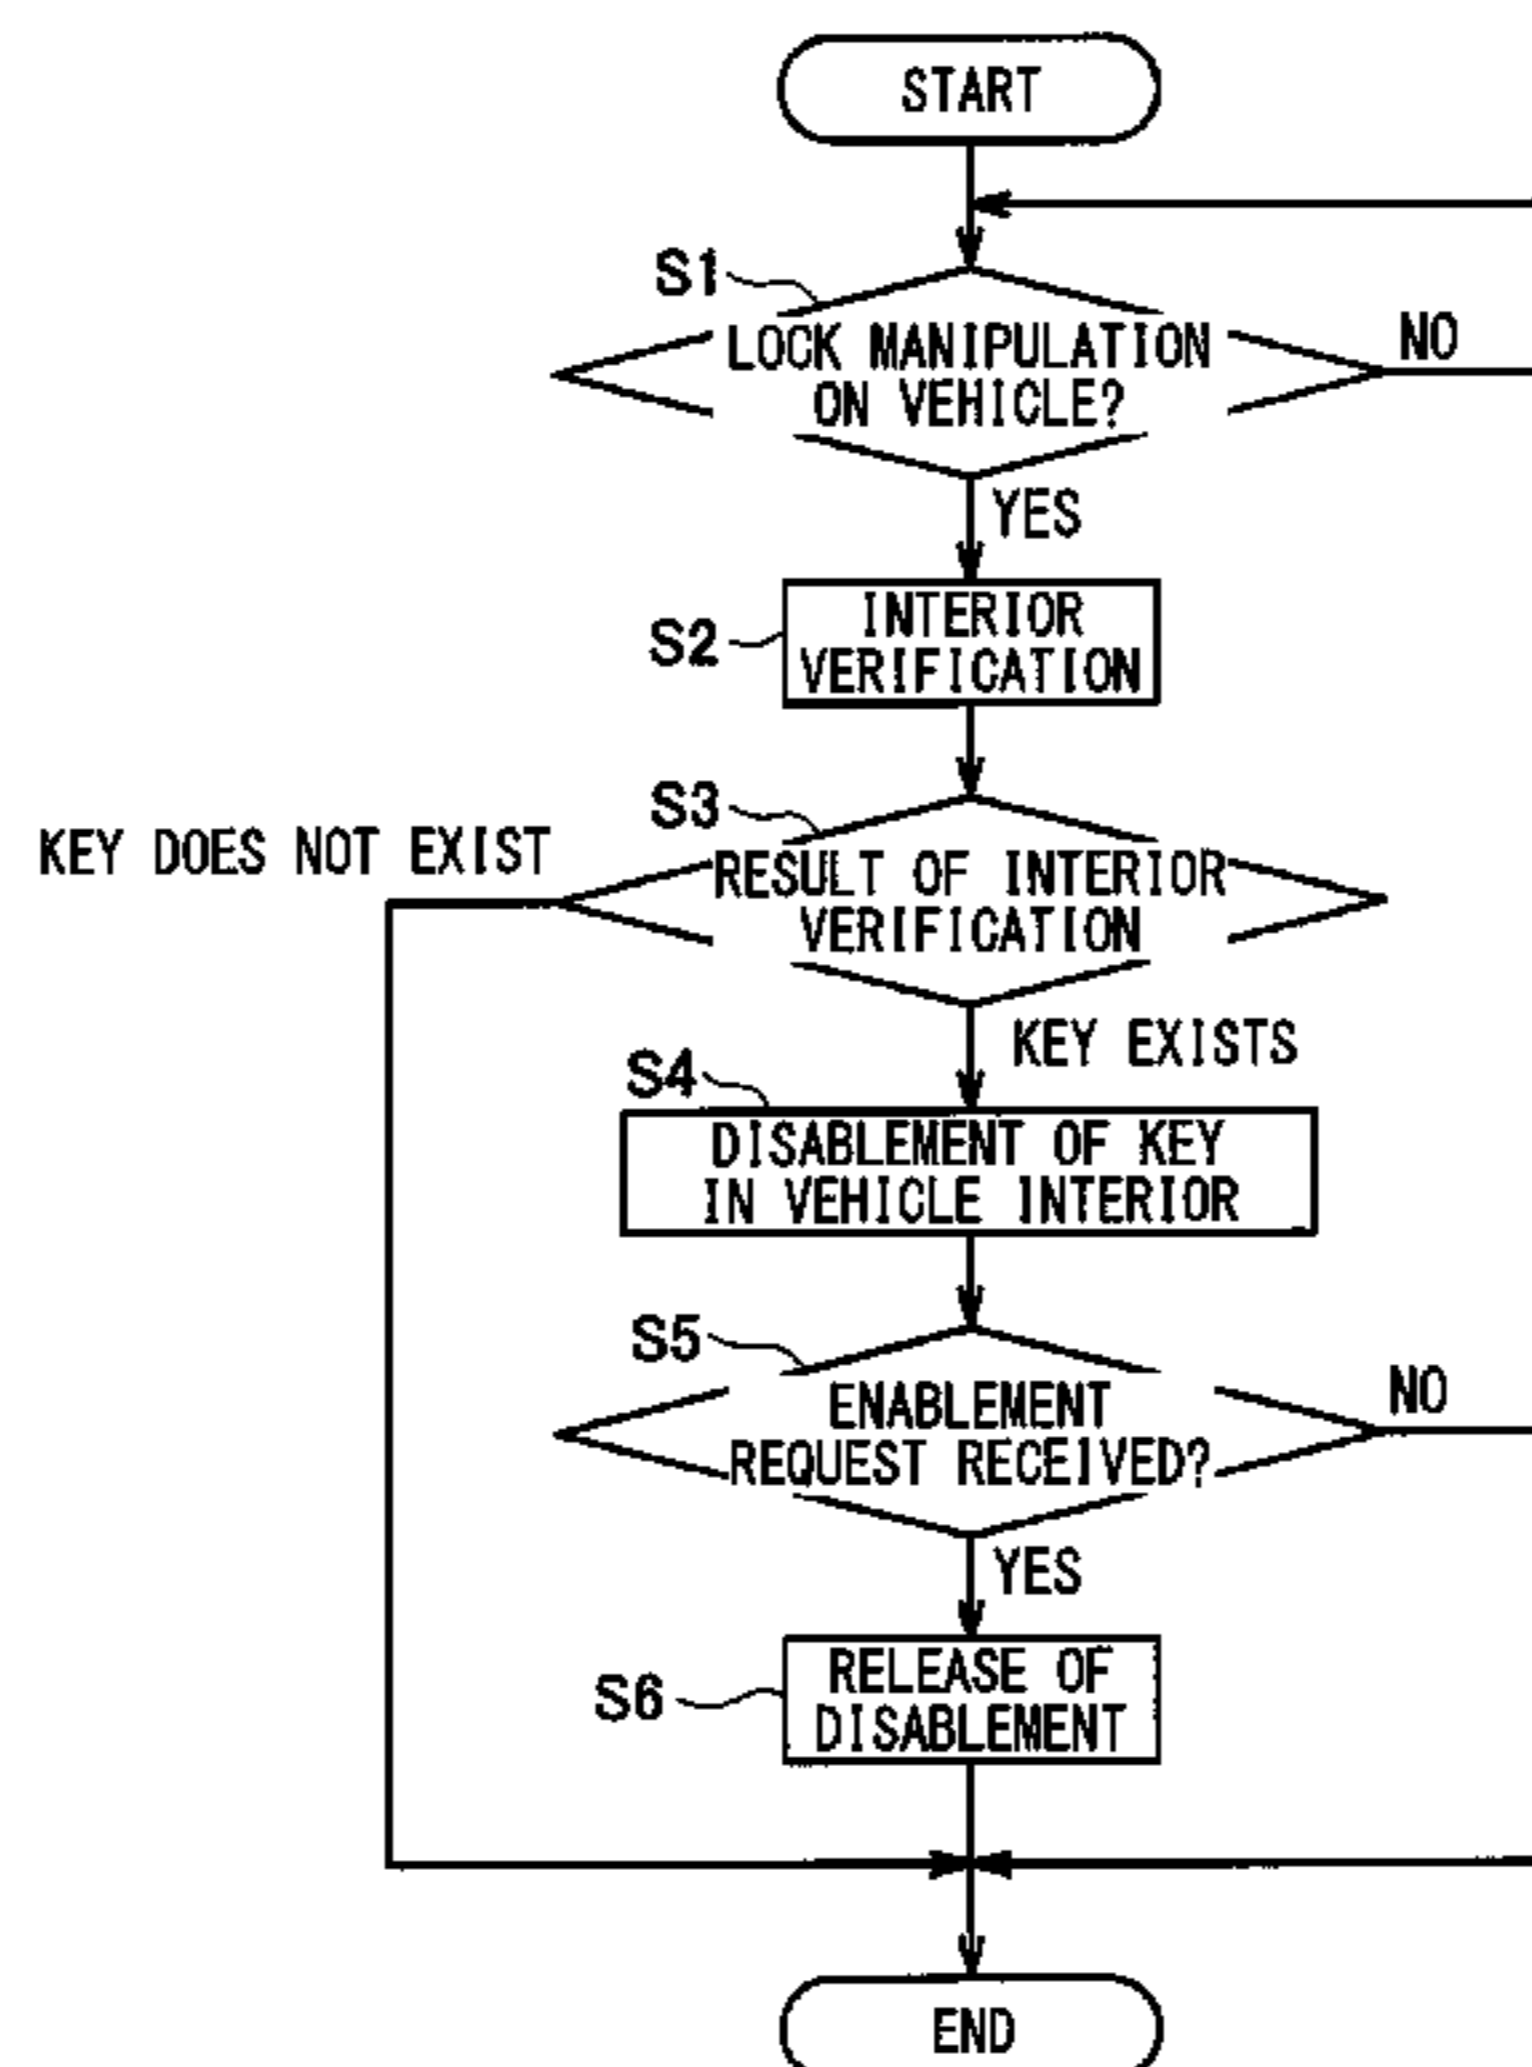 START
S1
LOCK MANIPULATION
ON VEHICLE?
NO
YES
S2
INTERIOR
VERIFICATION
S3
KEY DOES NOT EXIST
RESULT OF INTERIOR
VERIFICATION
KEY EXISTS
S4
DISABLEMENT OF KEY
IN VEHICLE INTERIOR
S5
ENABLEMENT
REQUEST RECEIVED?
NO
YES
S6
RELEASE OF
DISABLEMENT
END